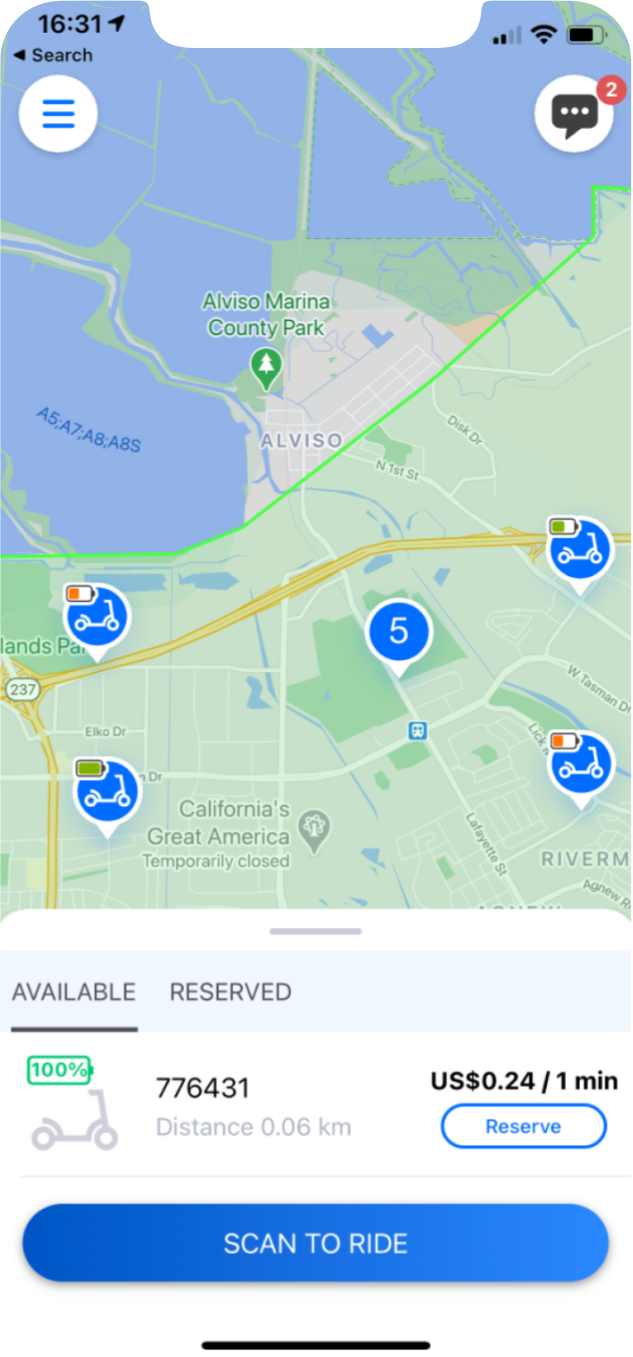 16:31
Search
2
Alviso Marina
County Park
A5;A7;A8;A8S
ALVISO
Disk Dr
N 1st St
5
lands Par
237
W Tasman Dr
Elko Dr
Lick M
n Dr
California's
Great America
Temporarily closed
Lafayette St
RIVERM
Agnew R
AGNEW
AVAILABLE RESERVED
100%
776431
US$0.24 / 1 min
Distance 0.06 km
Reserve
SCAN TO RIDE